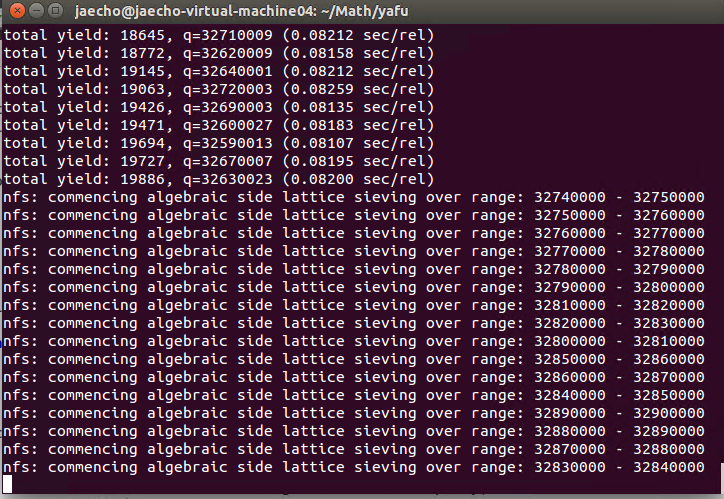 jaecho@jaecho-virtual-machine04: ~/Math/yafu
total yield: 18645, q=32710009 (0.08212 sec/rel)
total yield: 18772, q=32620009 (0.08158 sec/rel)
total yield: 19145, q=32640001 (0.08212 sec/rel)
total yield: 19063, q=32720003 (0.08259 sec/rel)
total yield: 19426, q=32690003 (0.08135 sec/rel)
total yield: 19471, q=32600027 (0.08183 sec/rel)
total yield: 19694, q=32590013 (0.08107 sec/rel)
total yield: 19727, q=32670007 (0.08195 sec/rel)
total yield: 19886, q=32630023 (0.08200 sec/rel)
nfs: commencing algebraic side lattice sieving over range: 32740000 - 32750000
nfs: commencing algebraic side lattice sieving over range: 32750000 - 32760000
nfs: commencing algebraic side lattice sieving over range: 32760000 - 32770000
nfs: commencing algebraic side lattice sieving over range: 32770000 - 32780000
nfs: commencing algebraic side lattice sieving over range: 32780000 - 32790000
nfs: commencing algebraic side lattice sieving over range: 32790000 - 32800000
nfs: commencing algebraic side lattice sieving over range: 32810000 - 32820000
nfs: commencing algebraic side lattice sieving over range: 32820000 - 32830000
nfs: commencing algebraic side lattice sieving over range: 32800000 - 32810000
nfs: commencing algebraic side lattice sieving over range: 32850000 - 32860000
nfs: commencing algebraic side lattice sieving over range: 32860000 - 32870000
nfs: commencing algebraic side lattice sieving over range: 32840000 - 32850000
nfs: commencing algebraic side lattice sieving over range: 32890000 - 32900000
nfs: commencing algebraic side lattice sieving over range: 32880000 - 32890000
nfs: commencing algebraic side lattice sieving over range: 32870000 - 32880000
nfs: commencing algebraic side lattice sieving over range: 32830000 - 32840000